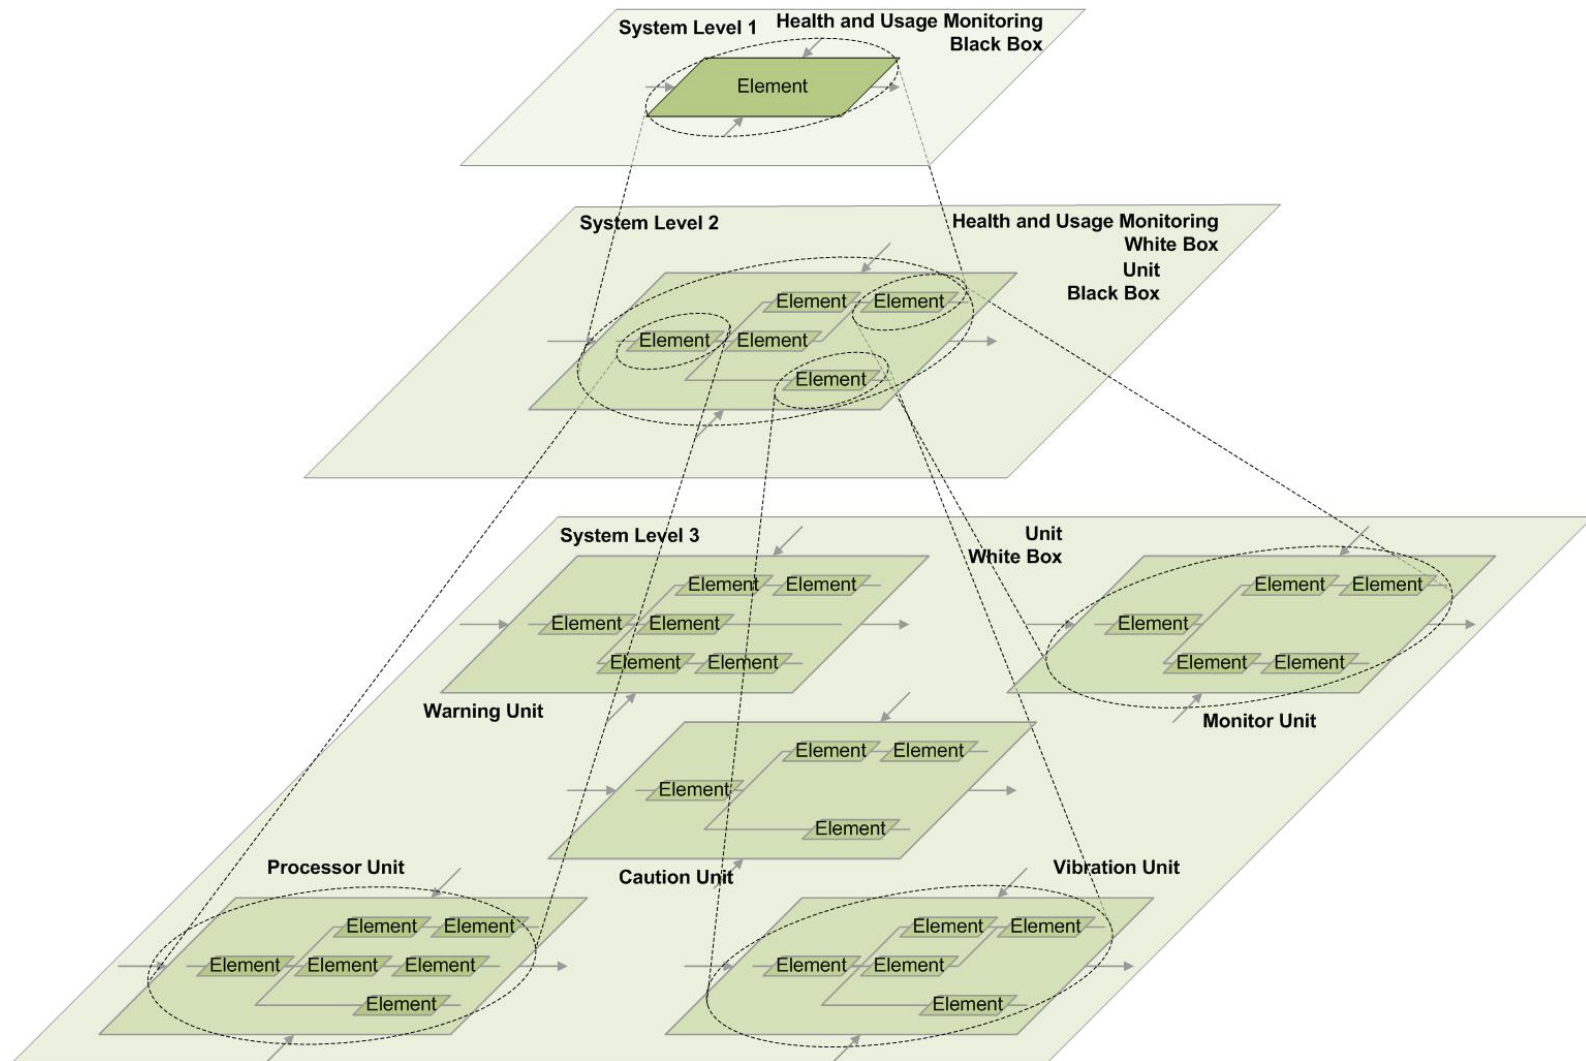 System Level 1
Health and Usage Monitoring
Black Box
Element
System Level 2
Health and Usage Monitoring
White Box
Unit
Black Box
Element
Element
Element
Element
Element
System Level 3
Unit
White Box
Element
Element
Element
Element
Element
Element
Warning Unit
Element
Element
Element
Element
Element
Monitor Unit
Element
Element
Element
Element
Caution Unit
Processor Unit
Element
Element
Element
Element
Element
Element
Vibration Unit
Element
Element
Element
Element
Element